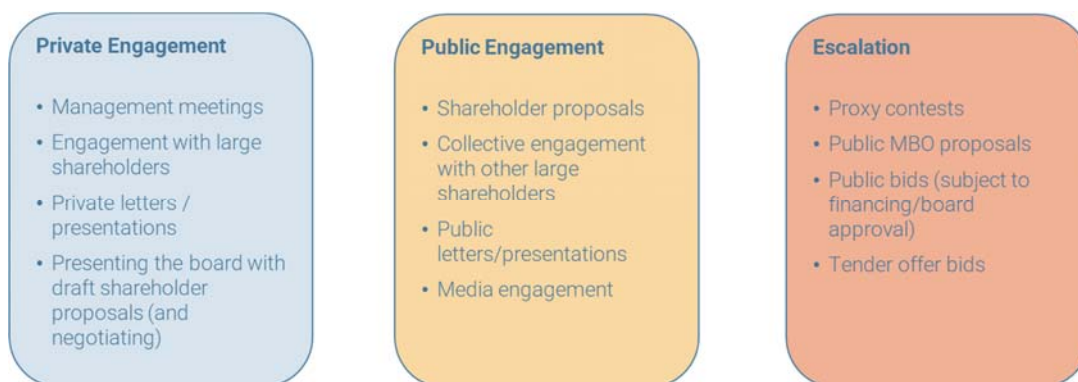 Private Engagement
• Management meetings
• Engagement with large
shareholders
• Private letters /
presentations
• Presenting the board with
draft shareholder
proposals (and
negotiating)
Public Engagement
• Shareholder proposals
• Collective engagement
with other large
shareholders
• Public
letters/presentations
• Media engagement
Escalation
• Proxy contests
• Public MBO proposals
• Public bids (subject to
financing/board
approval)
• Tender offer bids